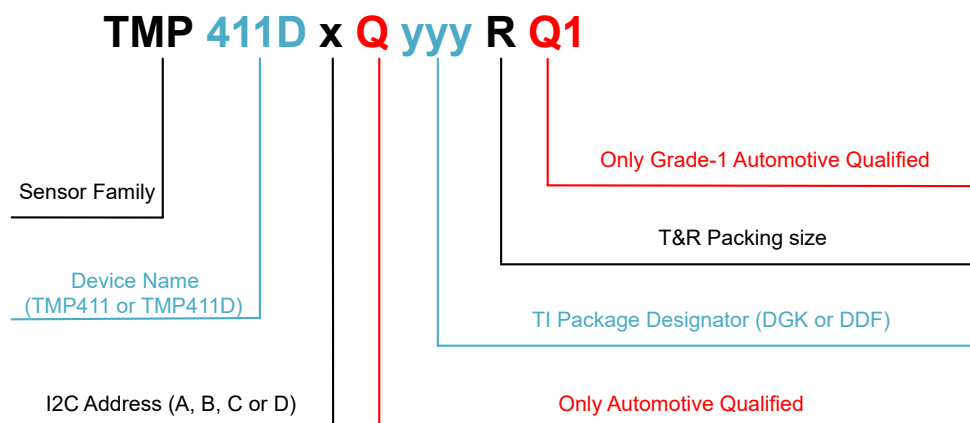 TMP 411D x Q yyy R Q1
Only Grade-1 Automotive Qualified
Sensor Family
T&R Packing size
Device Name
(TMP411 or TMP411D)
TI Package Designator (DGK or DDF)
I2C Address (A, B, C or D)
Only Automotive Qualified